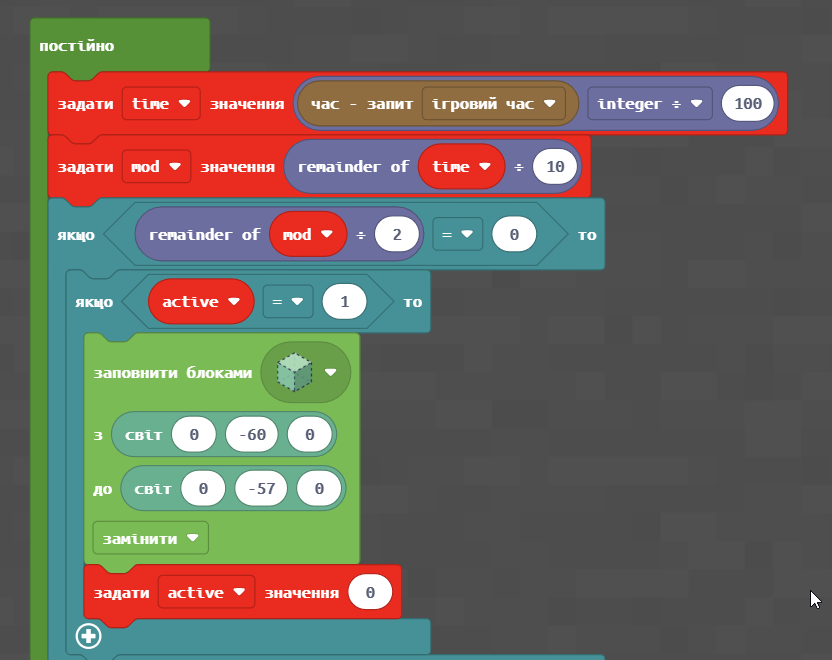 постійно
задати time значення час - запит ігровий час integer ÷ 100
задати mod значення remainder of time ÷ 10
якщо remainder of mod ÷ 2 = 0 то
якщо active = 1 то
заповнити блоками
з світ 0 -60 0
до світ 0 -57 0
замінити
задати active значення 0